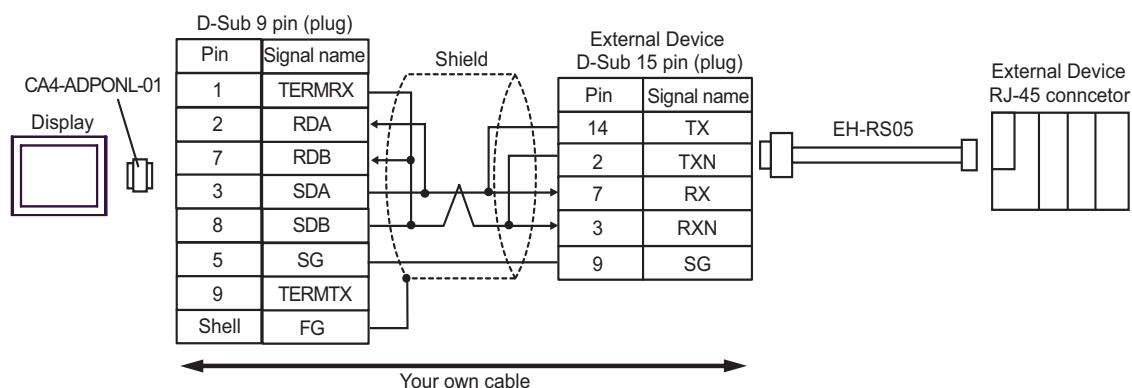 D-Sub 9 pin (plug)
Pin Signal name
1 TERMRX
2 RDA
7 RDB
3 SDA
8 SDB
5 SG
9 TERMTX
Shell FG
CA4-ADPONL-01
Display
Shield
External Device
D-Sub 15 pin (plug)
Pin Signal name
14 TX
2 TXN
7 RX
3 RXN
9 SG
EH-RS05
External Device
RJ-45 conncetor
Your own cable